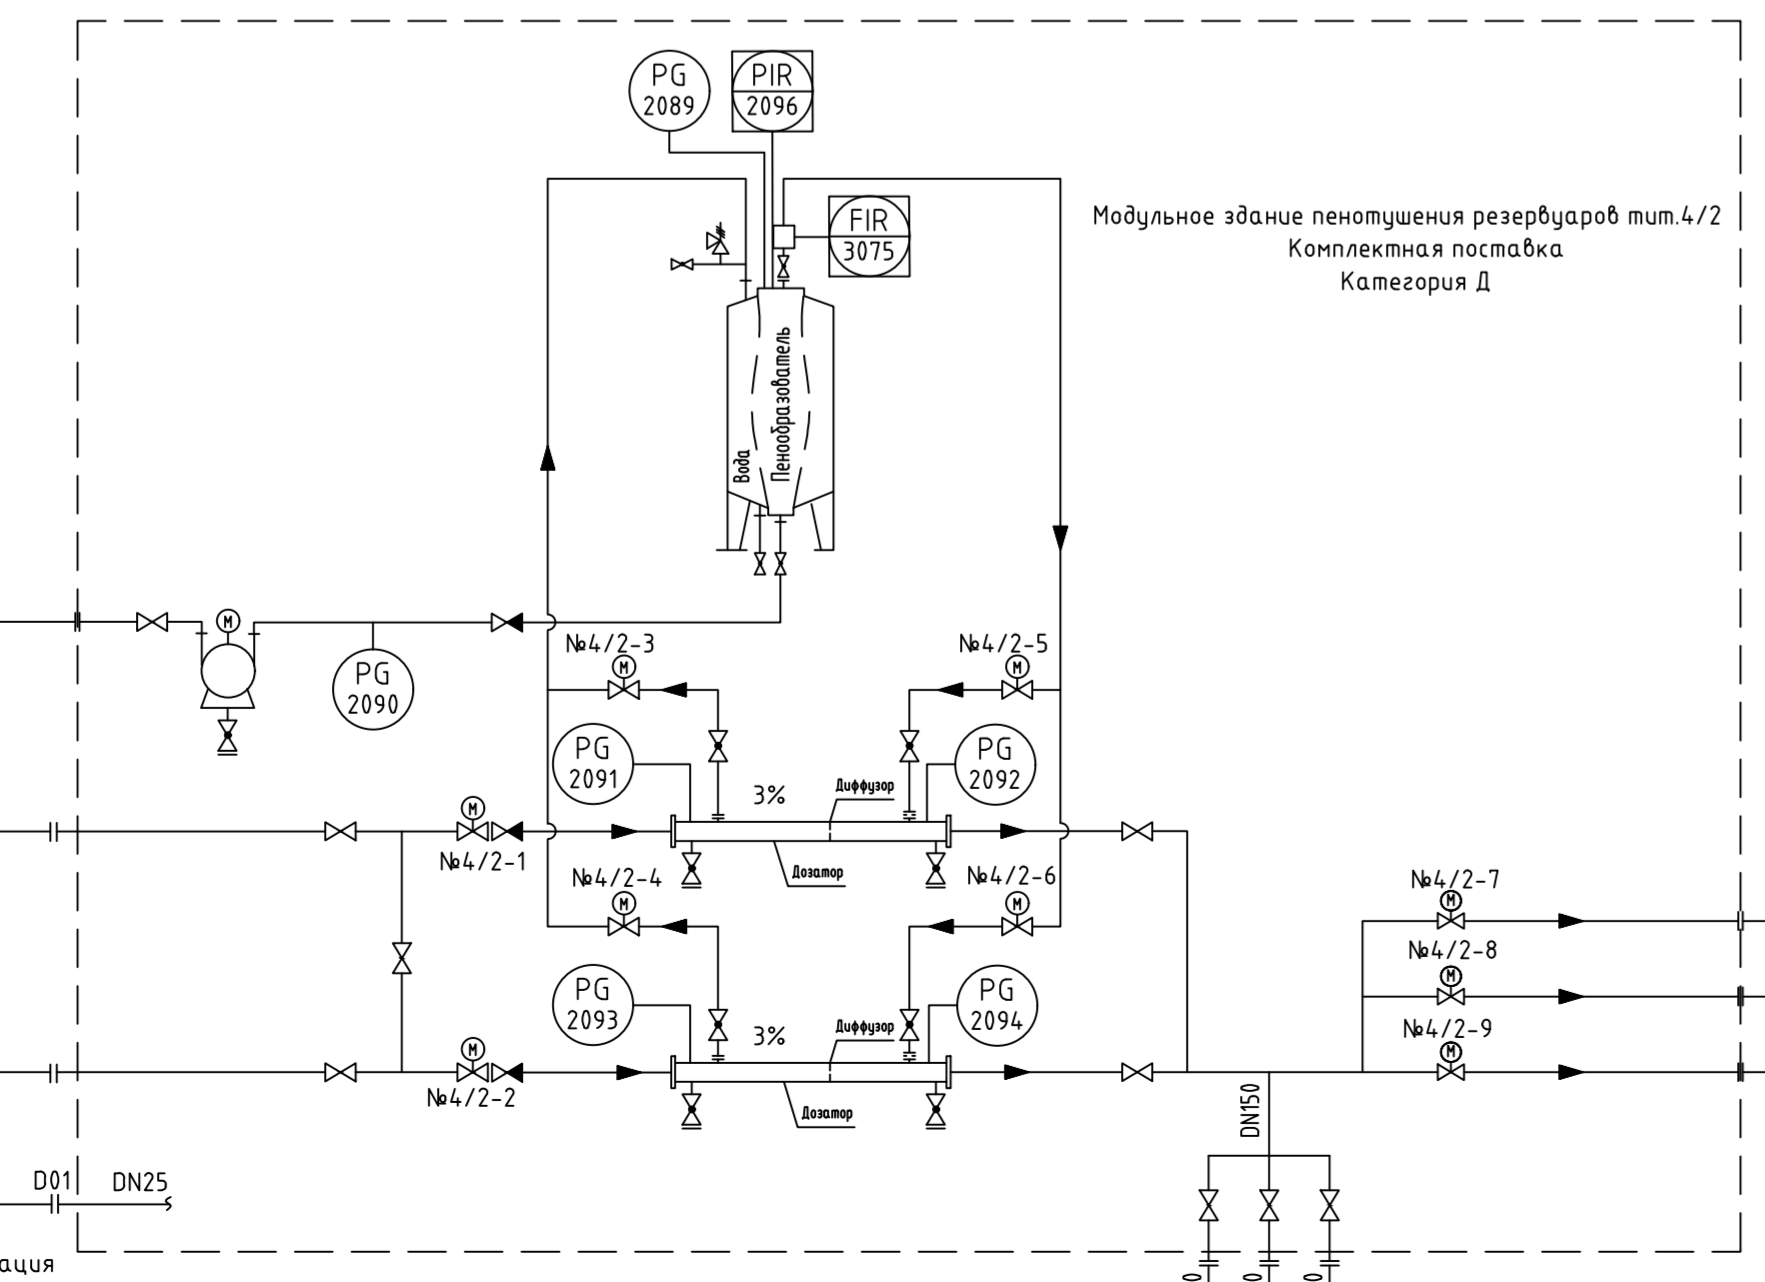 PG
2089
PIR
2096
FIR
3075
Модульное здание пенотушения резервуаров тит.4/2
Комплектная поставка
Категория Д
Пенообразователь
Вода
M
PG
2090
№4/2-3
M
№4/2-5
M
PG
2091
3%
Диффузор
PG
2092
M
№4/2-1
Дозатор
№4/2-4
M
№4/2-6
M
№4/2-7
M
№4/2-8
M
№4/2-9
M
PG
2093
3%
Диффузор
PG
2094
M
№4/2-2
Дозатор
DN150
D01
DN25
ация
0
0
0